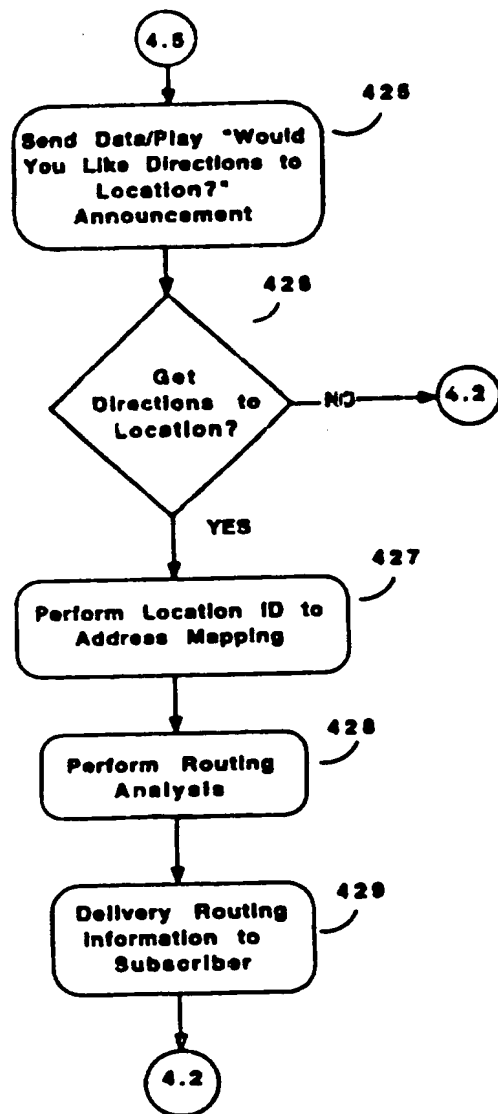 4.5
425
Send Data/Play "Would
You Like Directions to
Location?"
Announcement
426
Get
Directions to
Location?
NO
4.2
YES
427
Perform Location ID to
Address Mapping
428
Perform Routing
Analysis
429
Delivery Routing
Information to
Subscriber
4.2